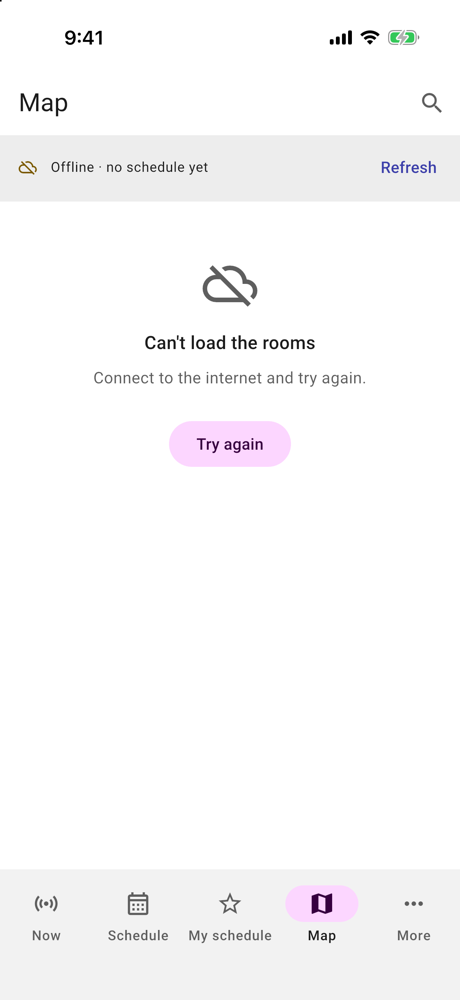 9:41
Map
Offline · no schedule yet
Refresh
Can't load the rooms
Connect to the internet and try again.
Try again
Now
Schedule
My schedule
Map
More